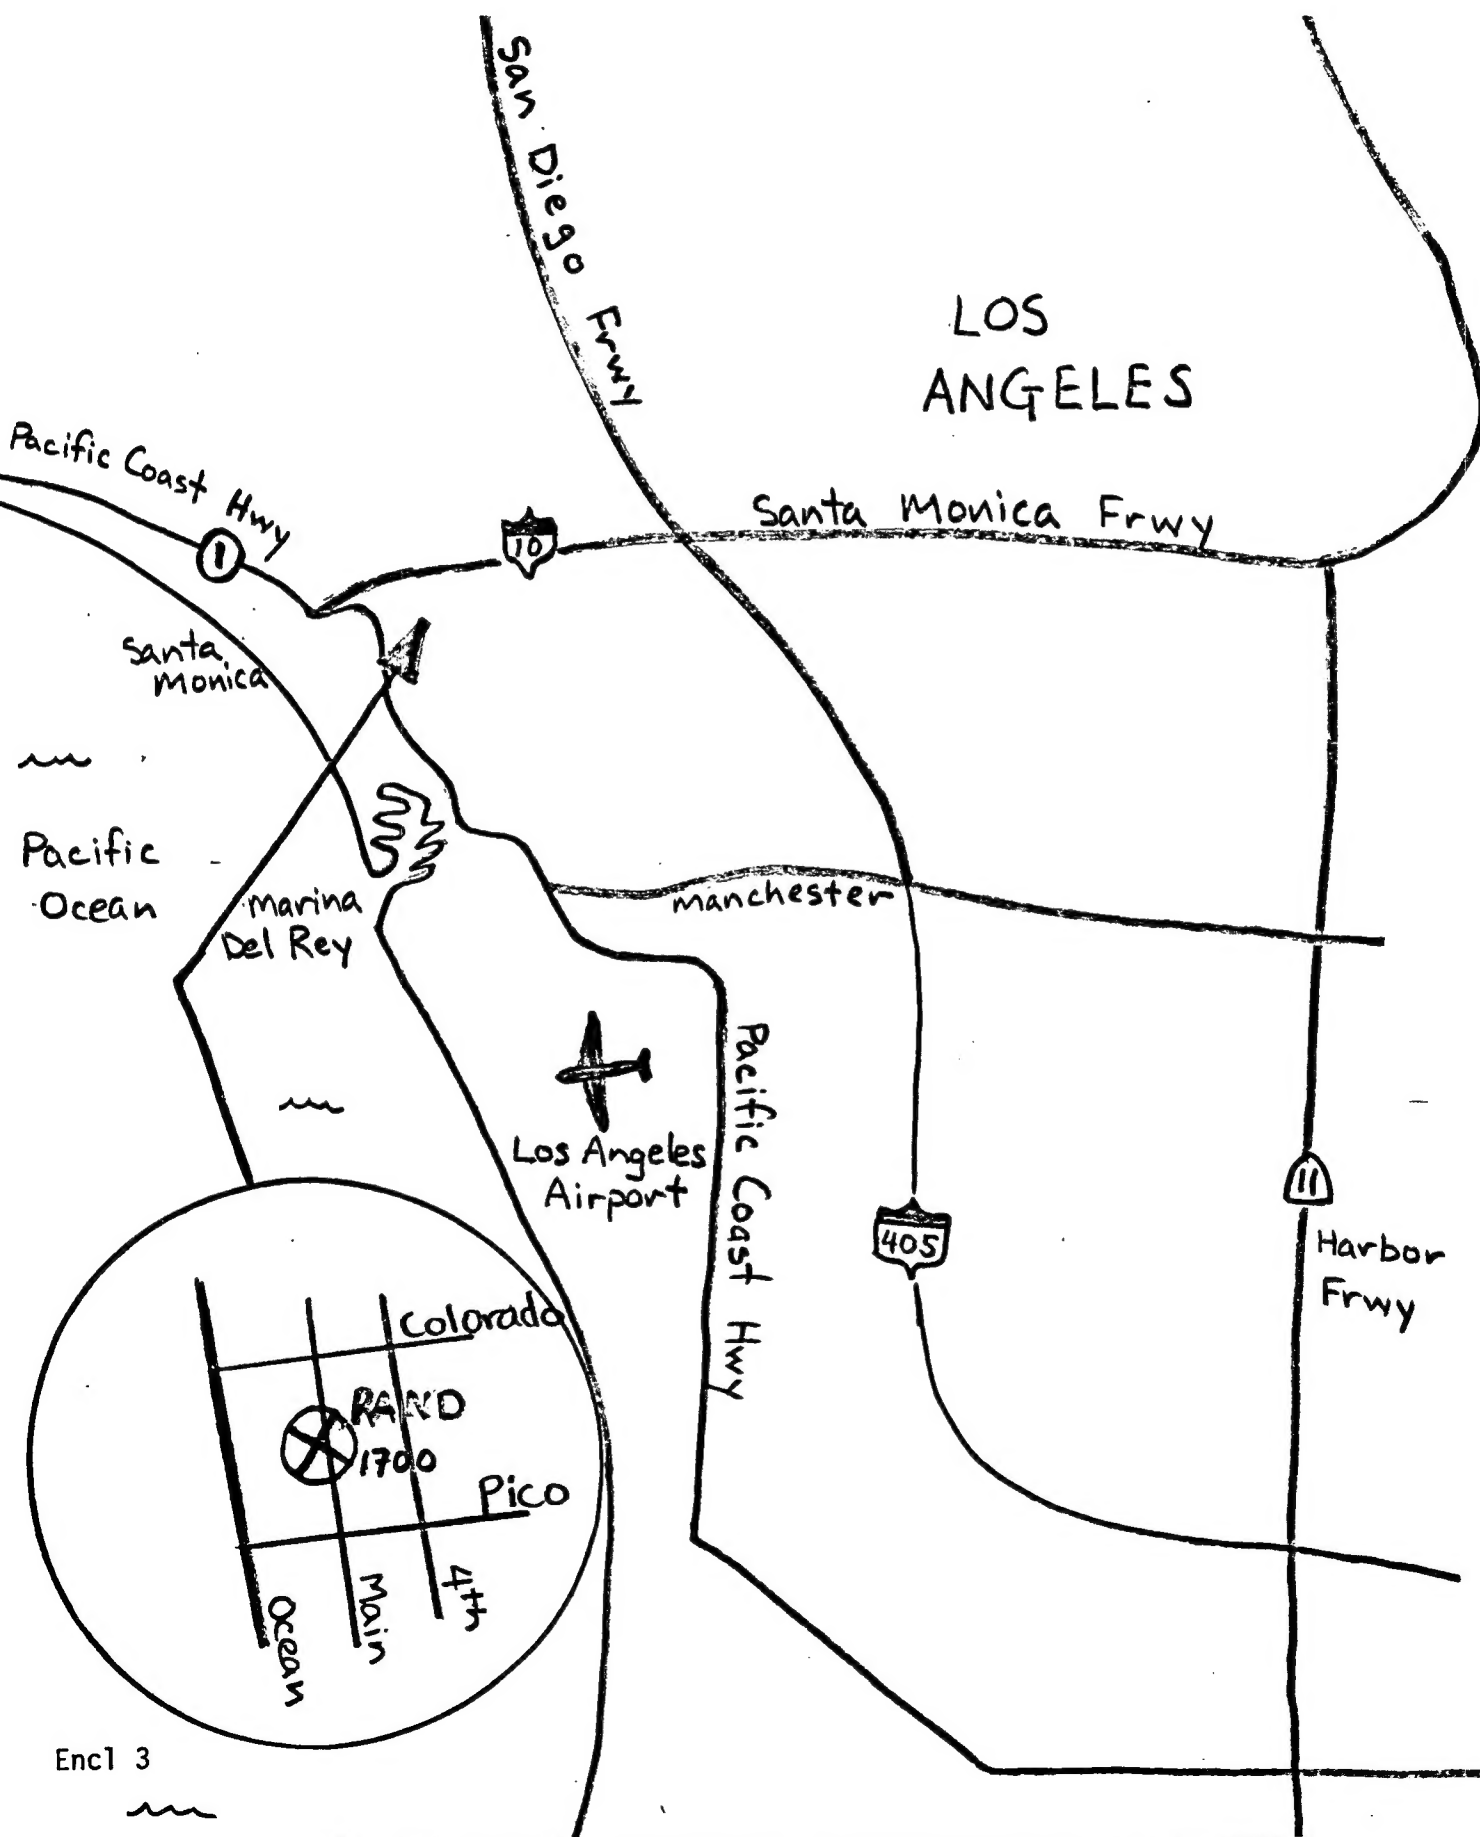 San Diego Frwy
LOS
ANGELES
Pacific Coast Hwy
1
10
Santa Monica Frwy
Santa
Monica
Pacific
Ocean
Marina
Del Rey
manchester
Los Angeles
Airport
Pacific Coast Hwy
405
11
Harbor
Frwy
Colorado
RAND
1700
Pico
Ocean
Main
4th
Encl 3